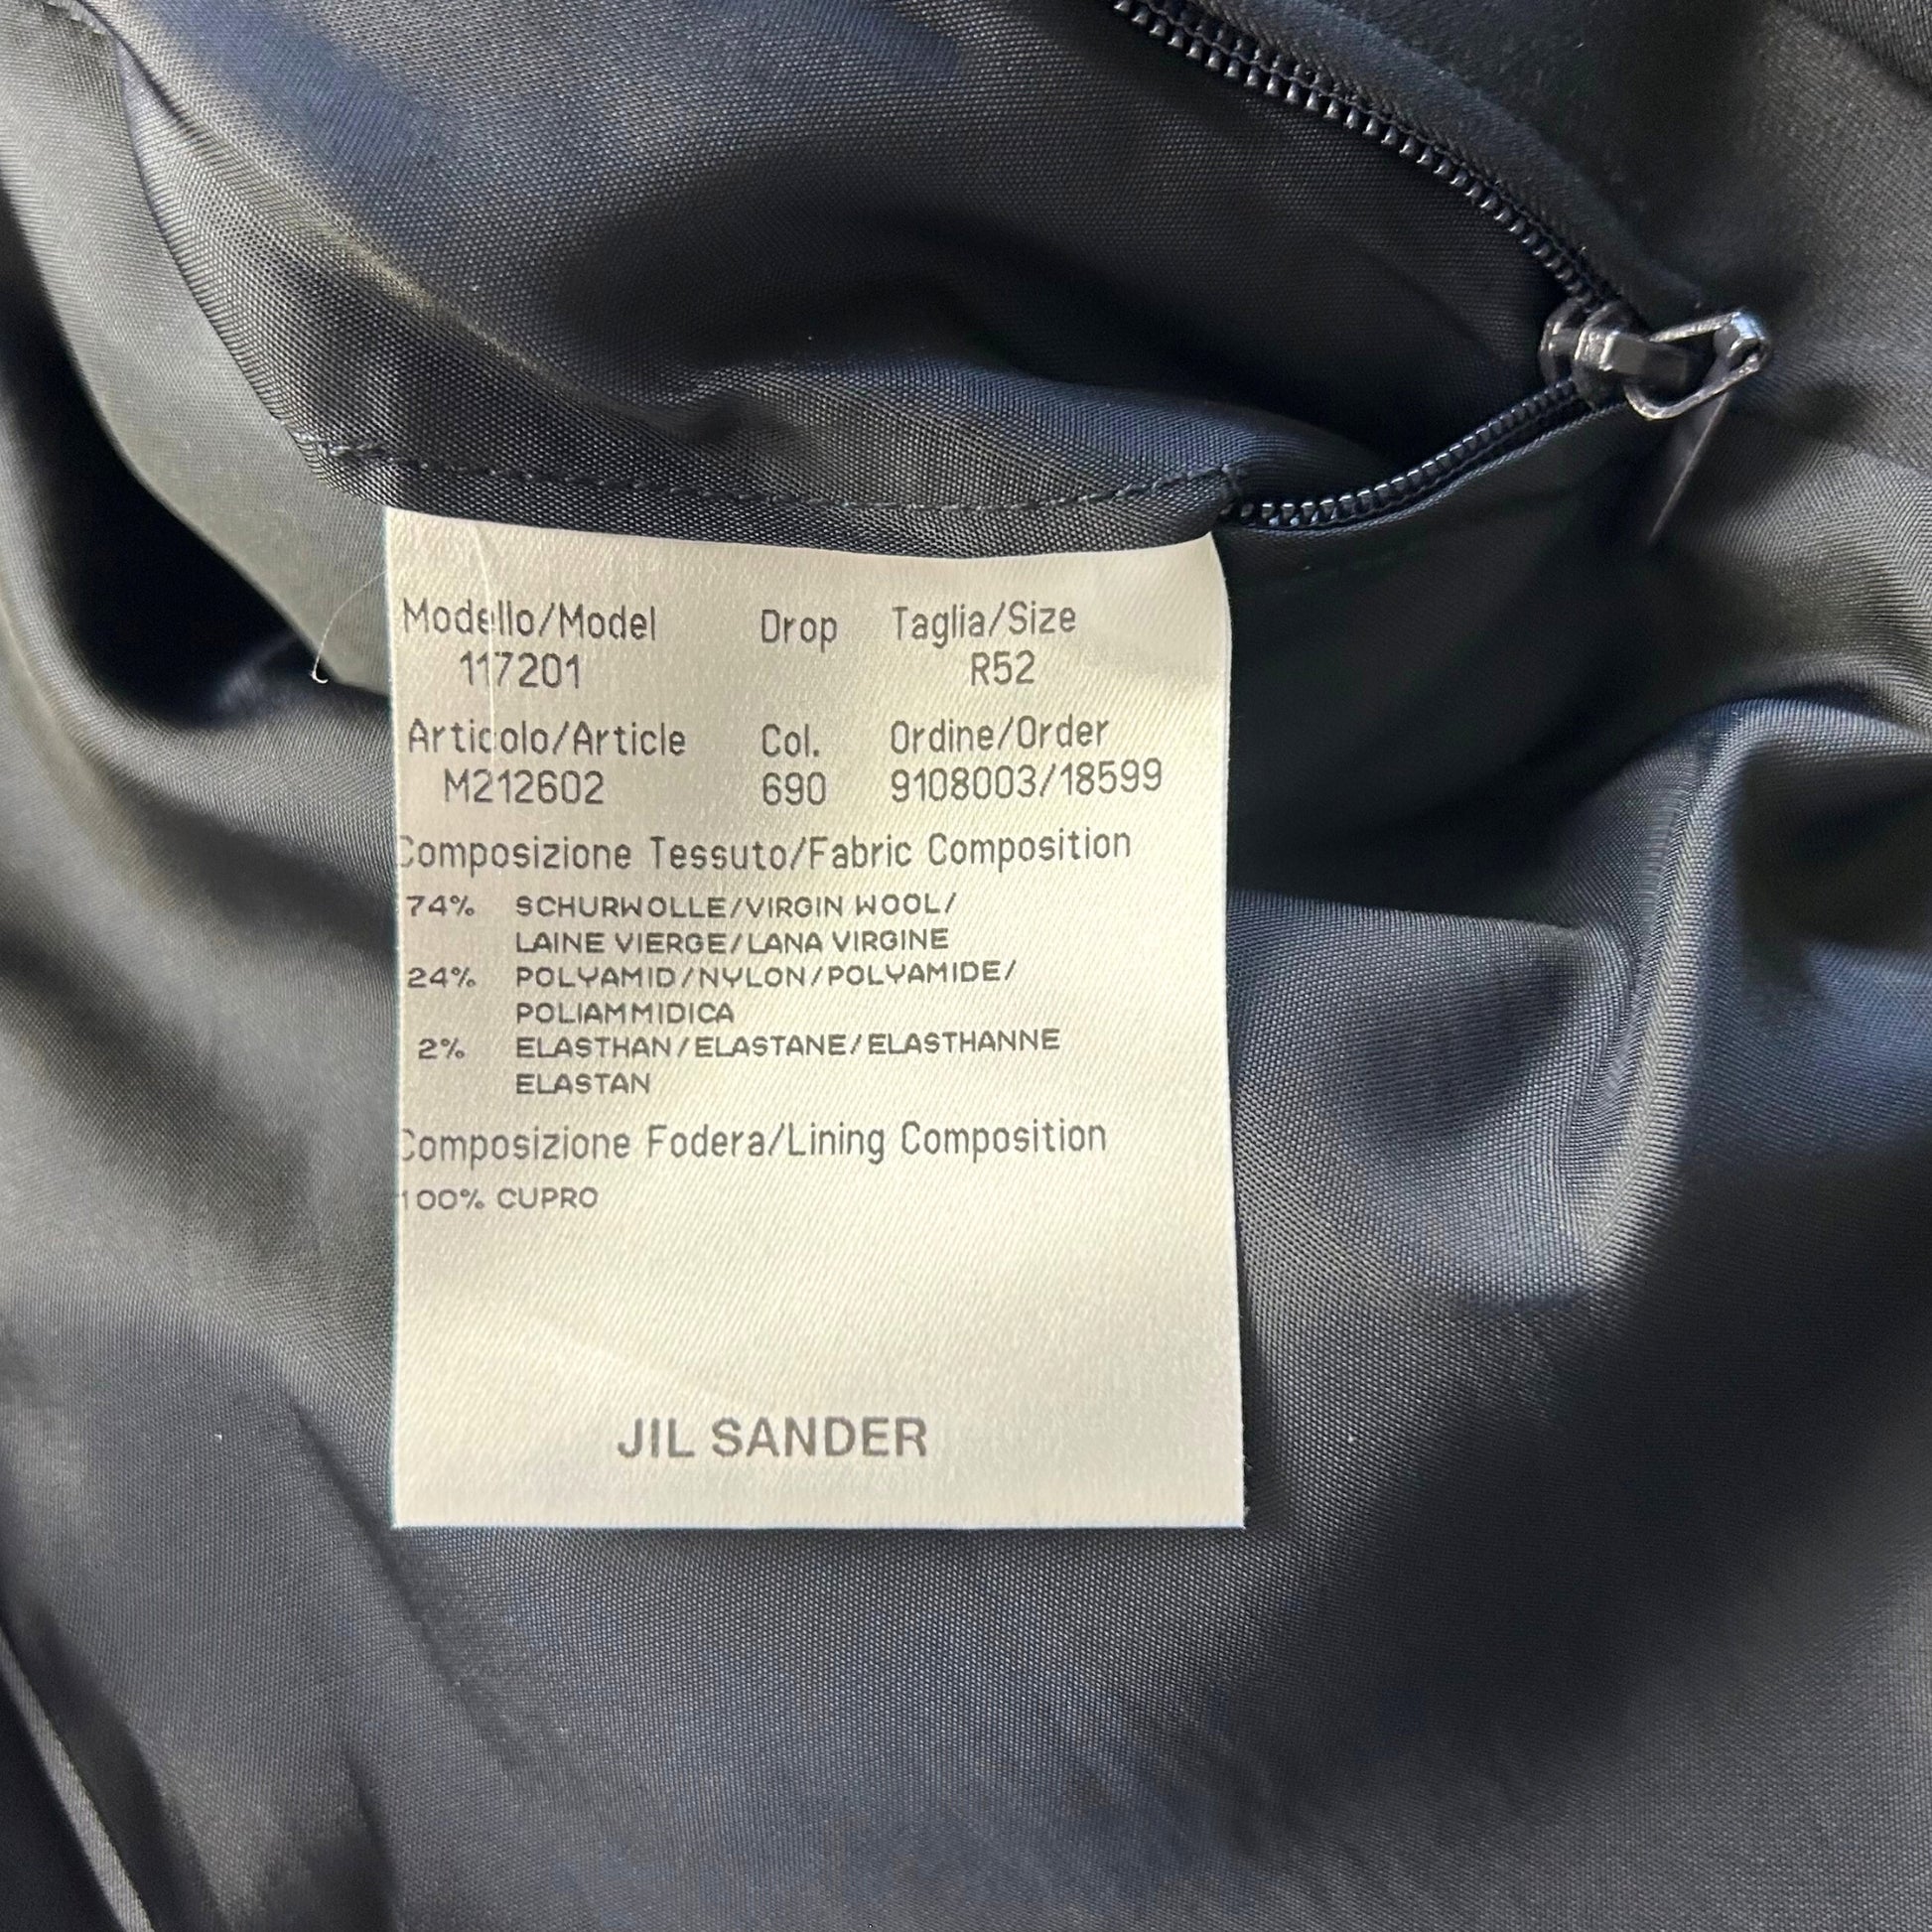 Modello/Model Drop Taglia/Size
117201 R52
Articolo/Article Col. Ordine/Order
M212602 690 9108003/18599
Composizione Tessuto/Fabric Composition
74% SCHURWOLLE/VIRGIN WOOL/
LAINE VIERGE/LANA VIRGINE
24% POLYAMID/NYLON/POLYAMIDE/
POLIAMMIDICA
2% ELASTHAN/ELASTANE/ELASTHANNE
ELASTAN
Composizione Fodera/Lining Composition
100% CUPRO
JIL SANDER